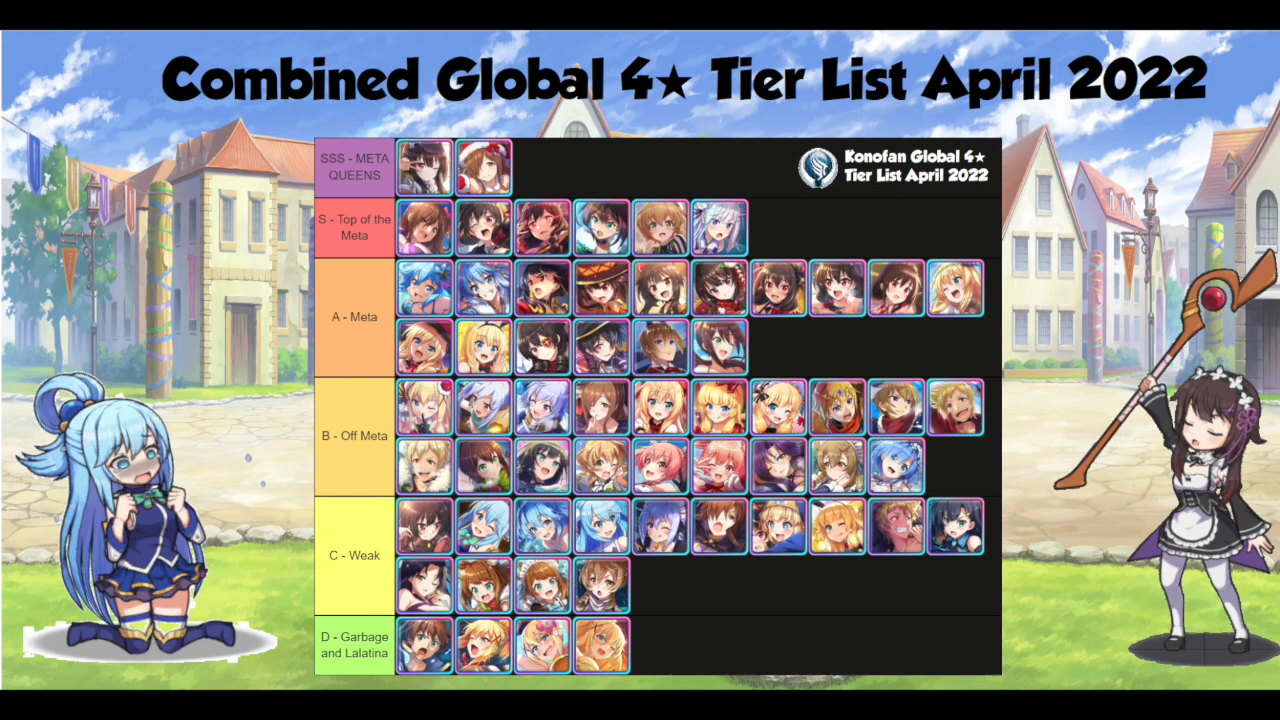 Combined Global 4★ Tier List April 2022
SSS - META
QUEENS
Konofan Global 4★
Tier List April 2022
S - Top of the
Meta
A - Meta
B - Off Meta
C - Weak
D - Garbage
and Lalatina